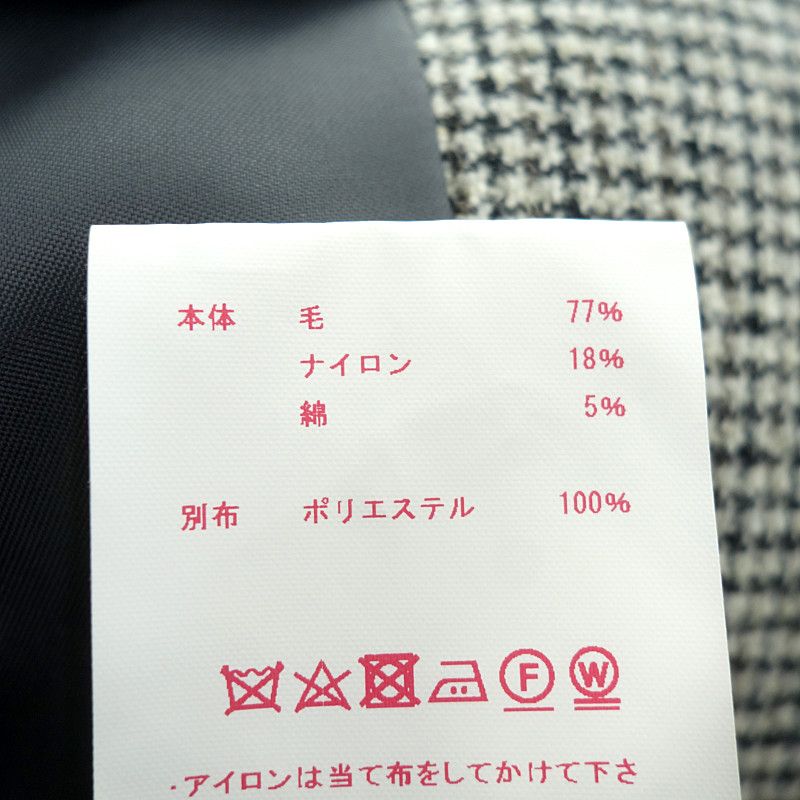 本体 毛 77%
ナイロン 18%
綿 5%
別布 ポリエステル 100%
F W
・アイロンは当て布をしてかけて下さ